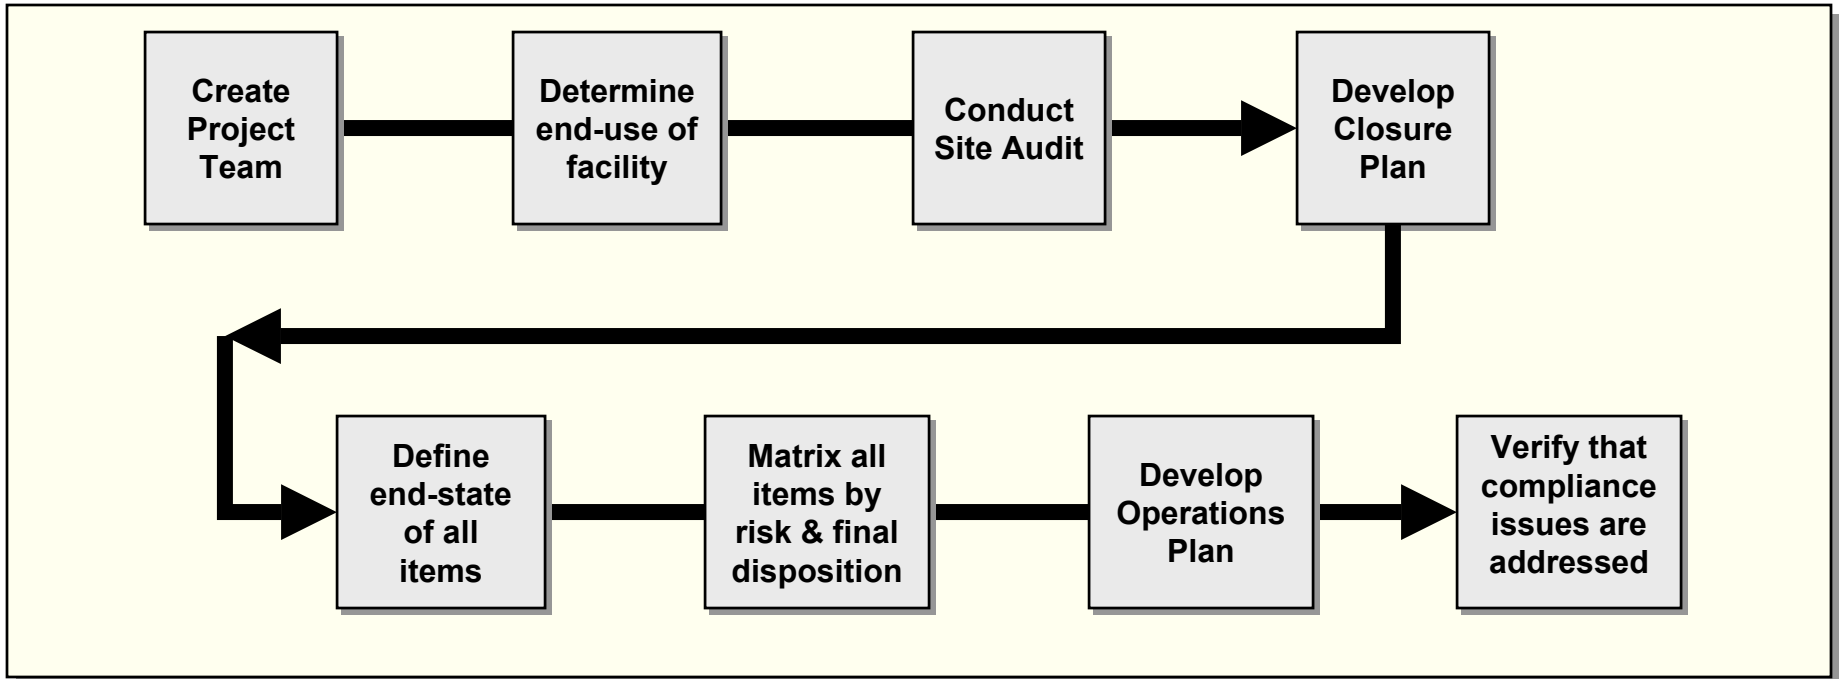 Create
Project
Team
Determine
end-use of
facility
Conduct
Site Audit
Develop
Closure
Plan
Define
end-state
of all
items
Matrix all
items by
risk & final
disposition
Develop
Operations
Plan
Verify that
compliance
issues are
addressed